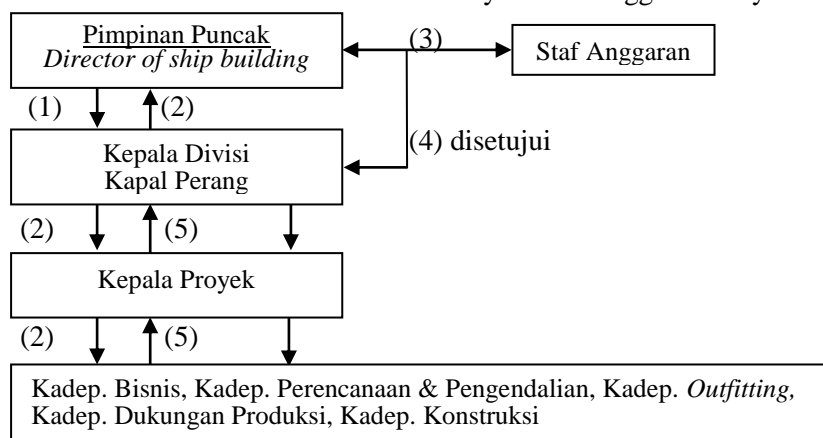 Pimpinan Puncak
Director of ship building
(3)
Staf Anggaran
(1)
(2)
(4) disetujui
Kepala Divisi
Kapal Perang
(2)
(5)
Kepala Proyek
(2)
(5)
Kadep. Bisnis, Kadep. Perencanaan & Pengendalian, Kadep. Outfitting,
Kadep. Dukungan Produksi, Kadep. Konstruksi